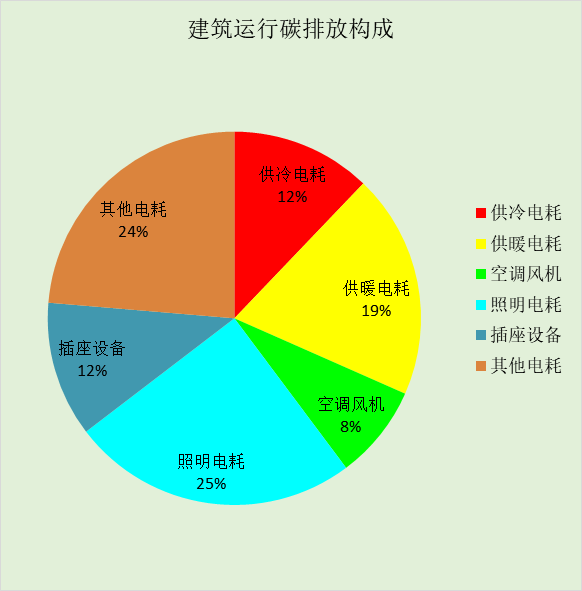 建筑运行碳排放构成
供冷电耗
12%
供暖电耗
19%
空调风机
8%
照明电耗
25%
插座设备
12%
其他电耗
24%
供冷电耗
供暖电耗
空调风机
照明电耗
插座设备
其他电耗